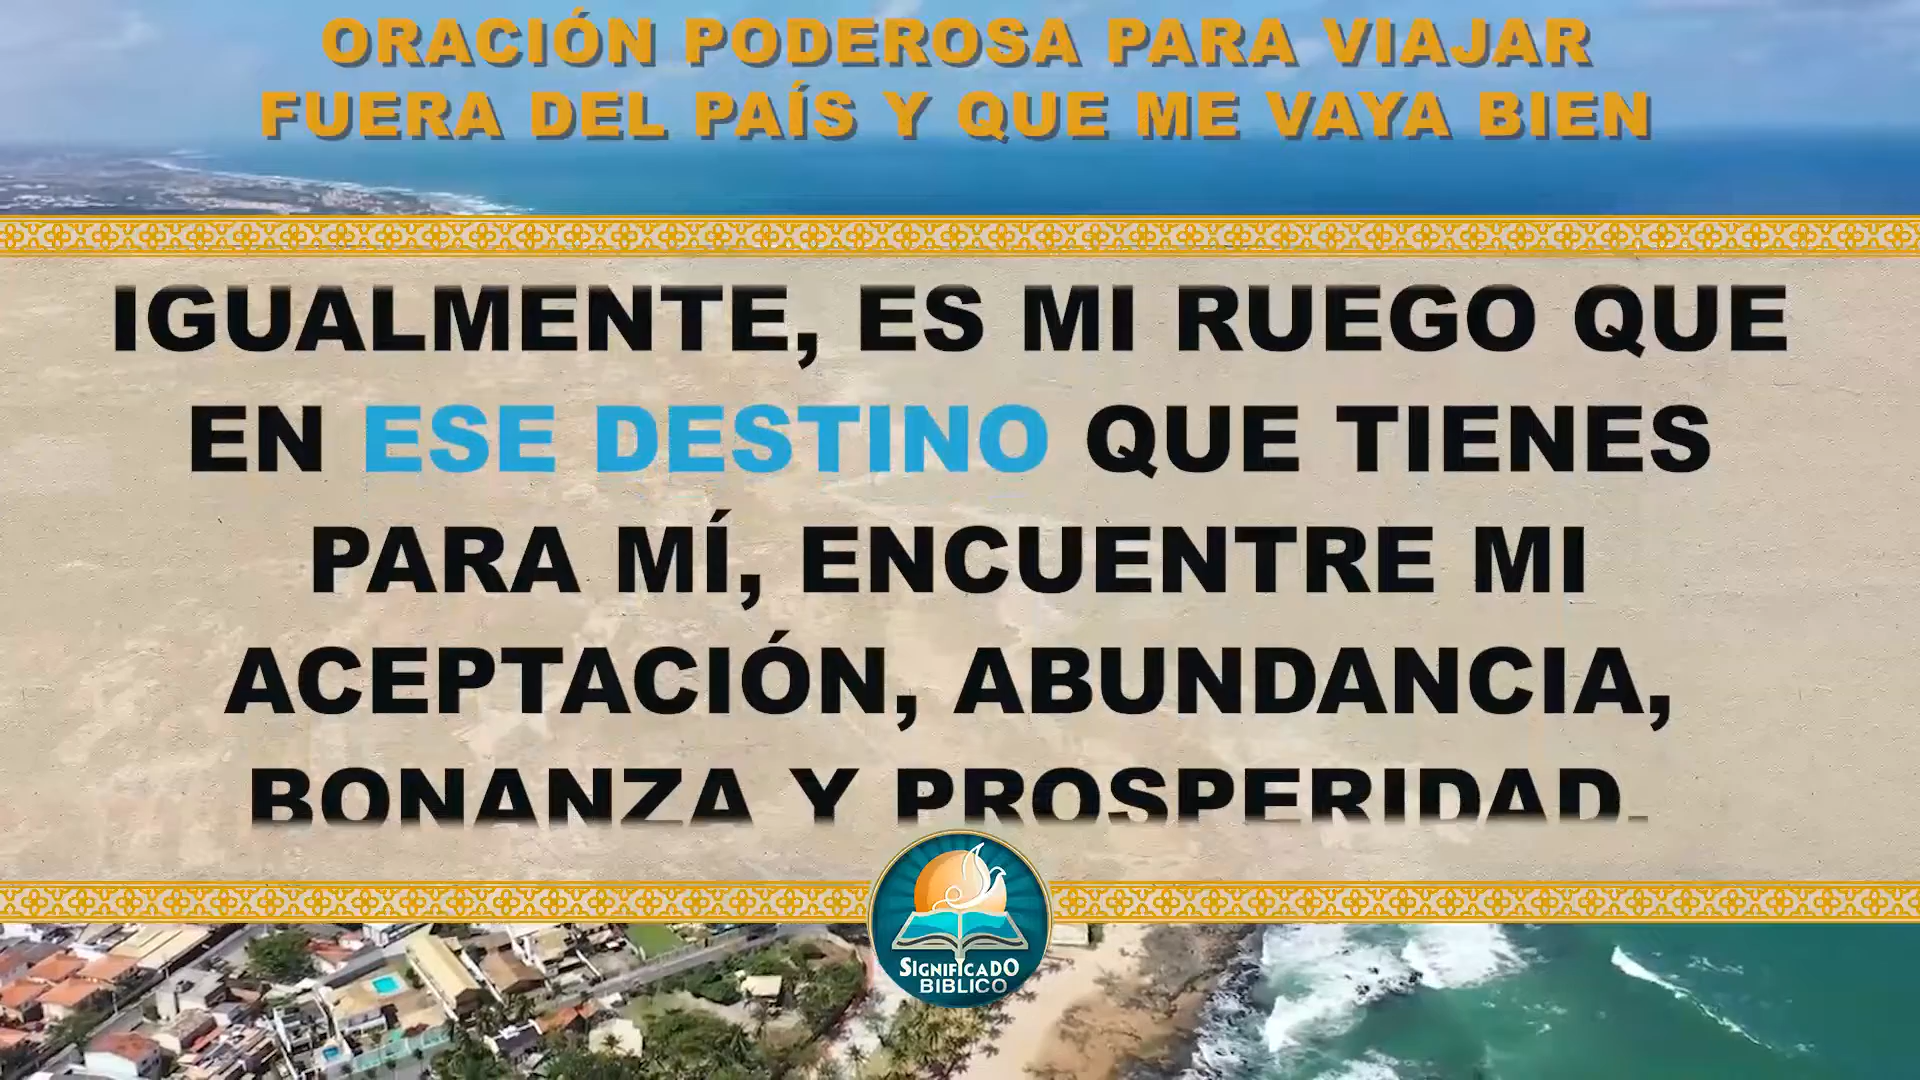 ORACIÓN PODEROSA PARA VIAJAR
FUERA DEL PAÍS Y QUE ME VAYA BIEN
IGUALMENTE, ES MI RUEGO QUE
EN ESE DESTINO QUE TIENES
PARA MÍ, ENCUENTRE MI
ACEPTACIÓN, ABUNDANCIA,
BONANZA Y PROSPERIDAD.
SIGNIFICADO
BIBLICO